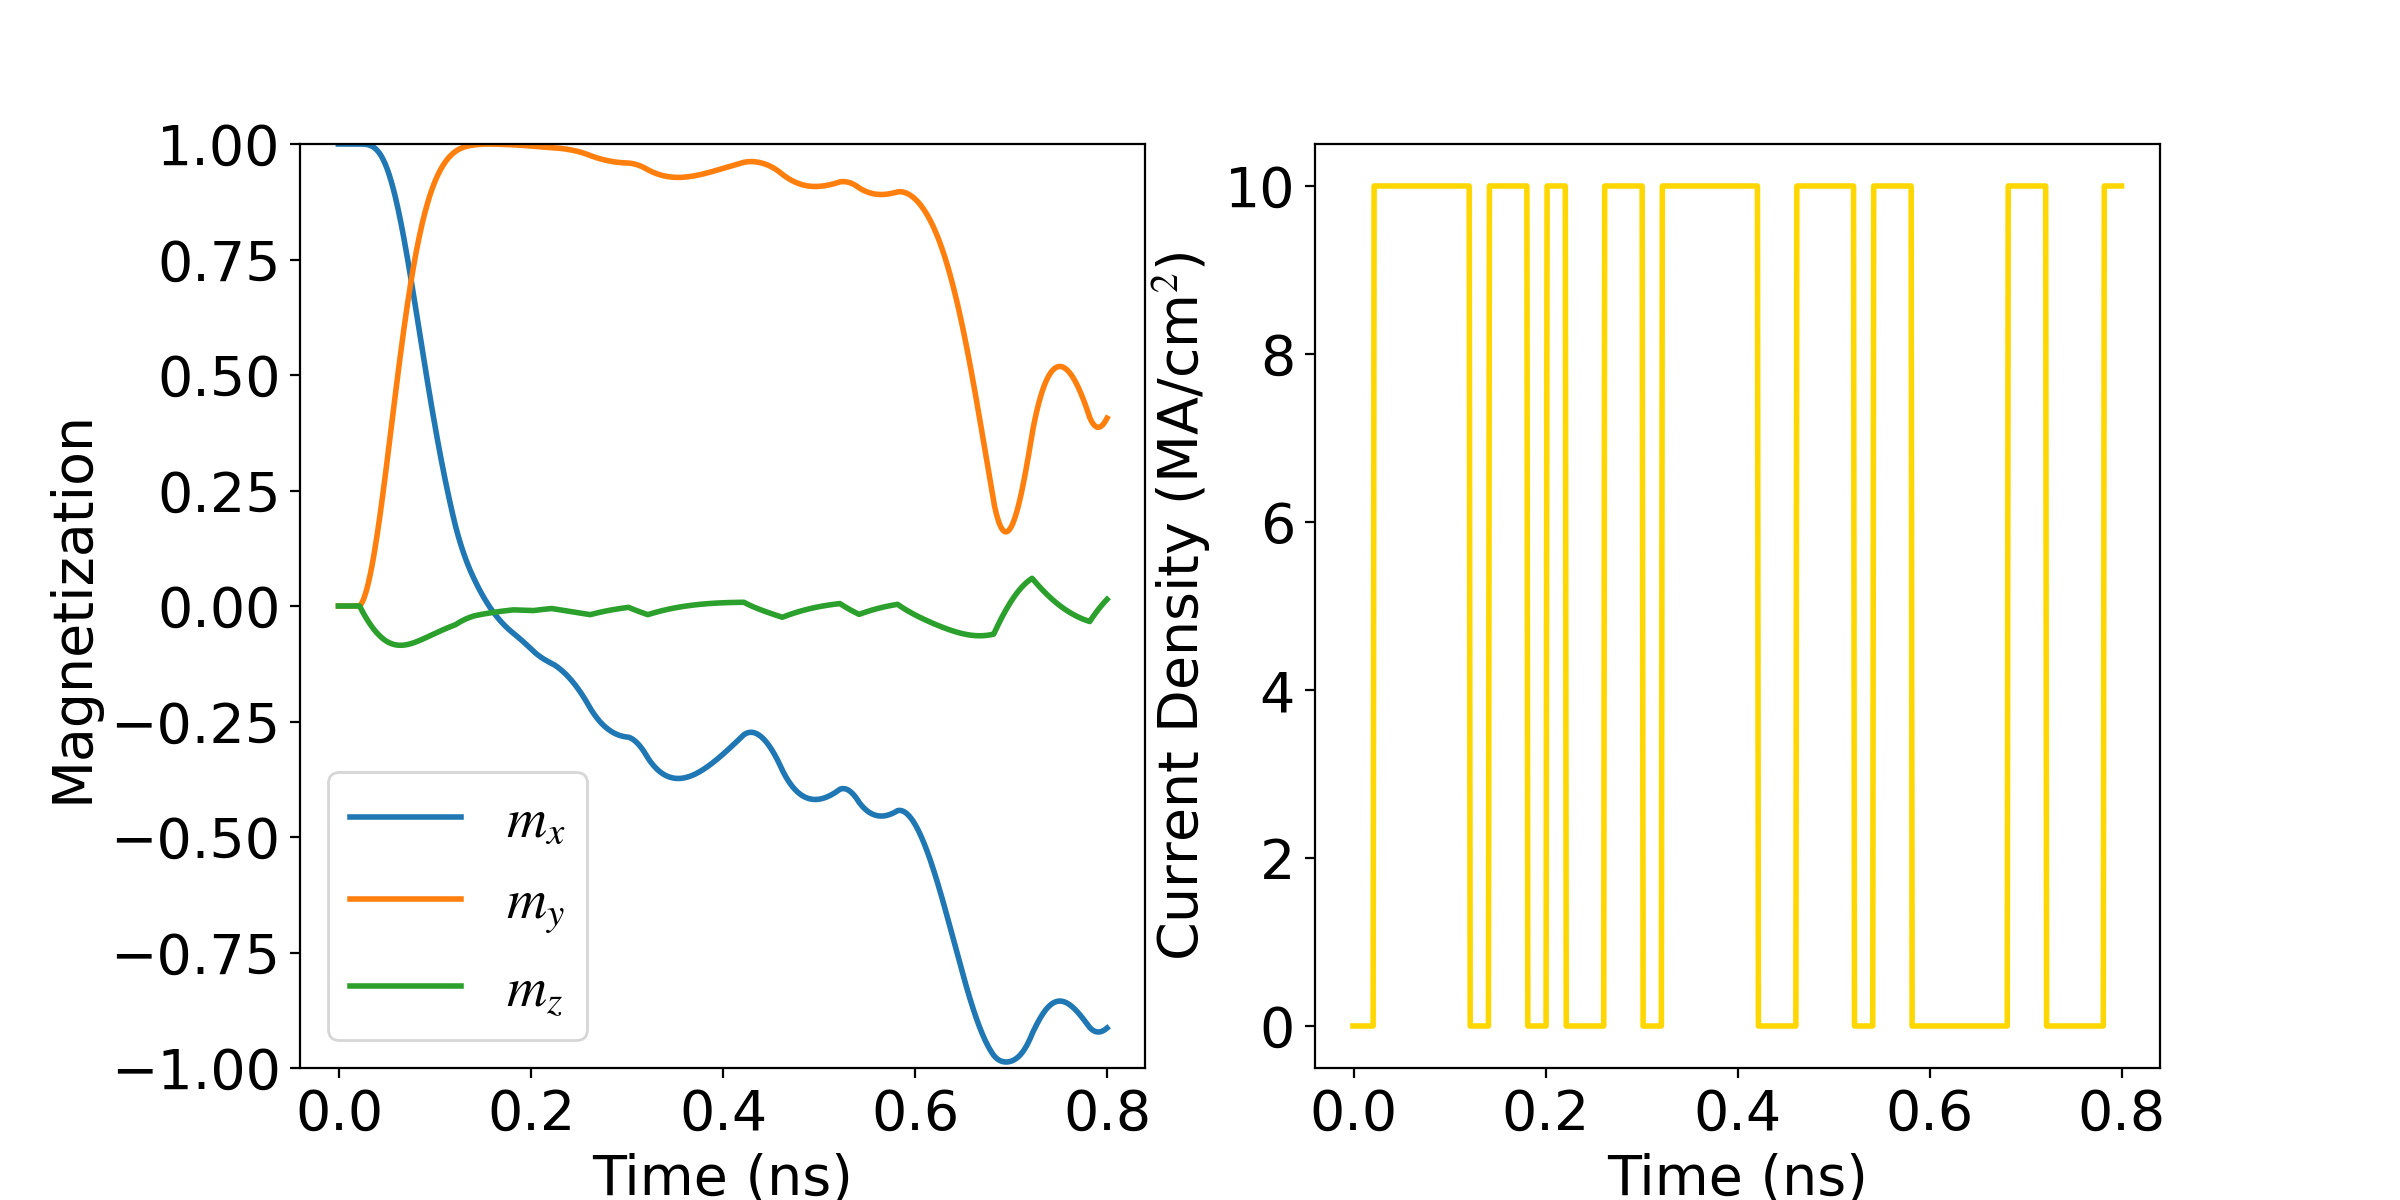 Magnetization
1.00
0.75
0.50
0.25
0.00
−0.25
−0.50
−0.75
−1.00
m_x
m_y
m_z
0.0 0.2 0.4 0.6 0.8
Time (ns)
Current Density (MA/cm²)
10
8
6
4
2
0
0.0 0.2 0.4 0.6 0.8
Time (ns)